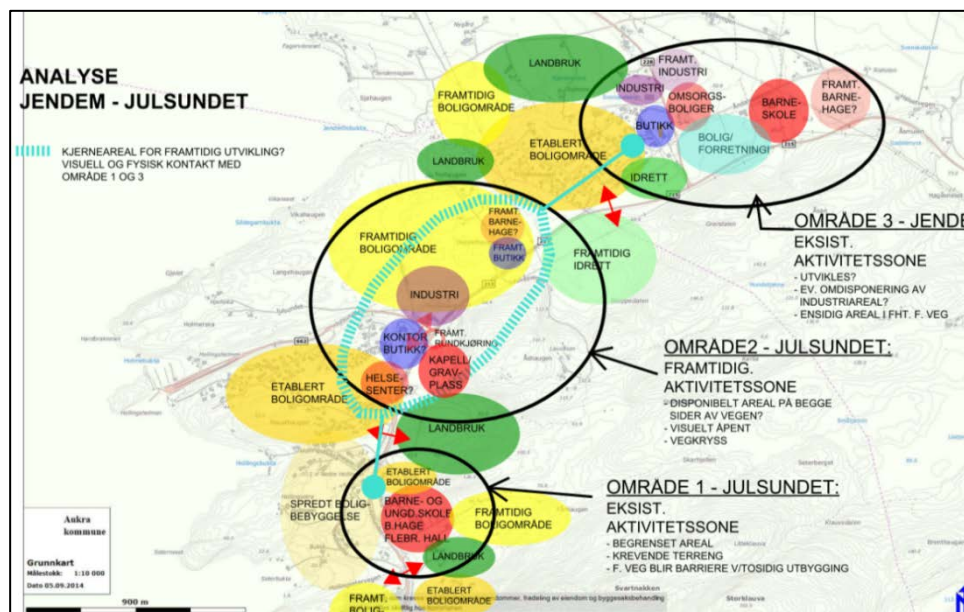 ANALYSE
JENDEM - JULSUNDET
KJERNEAREAL FOR FRAMTIDIG UTVIKLING?
VISUELL OG FYSISK KONTAKT MED
OMRÅDE 1 OG 3
LANDBRUK
FRAMTIDIG
BOLIGOMRÅDE
LANDBRUK
ETABLERT
BOLIGOMRÅDE
FRAMT.
INDUSTRI
INDUSTRI
OMSORGS-
BOLIGER
BUTIKK
BARNE-
SKOLE
FRAMT.
BARNE-
HAGE?
BOLIG/
FORRETNING
IDRETT
FRAMTIDIG
IDRETT
OMRÅDE 3 - JENDE
EKSIST.
AKTIVITETSSONE
- UTVIKLES?
- EV. OMDISPONERING AV
INDUSTRIAREAL?
- ENSIDIG AREAL I FHT. F. VEG
FRAMTIDIG
BOLIGOMRÅDE
FRAMT.
BARNE-
HAGE?
FRAMT.
BUTIKK
INDUSTRI
KONTOR
BUTIKK?
FRAMT.
RUNDKJØRING
KAPELL/
GRAV-
PLASS
HELSE-
SENTER?
ETABLERT
BOLIGOMRÅDE
OMRÅDE2 - JULSUNDET:
FRAMTIDIG.
AKTIVITETSSONE
- DISPONIBELT AREAL PÅ BEGGE
SIDER AV VEGEN?
- VISUELT ÅPENT
- VEGKRYSS
LANDBRUK
ETABLERT
BOLIGOMRÅDE
SPREDT BOLIG-
BEBYGGELSE
BARNE- OG
UNGD.SKOLE
B.HAGE
FLEBR. HALL
FRAMTIDIG
BOLIGOMRÅDE
LANDBRUK
ETABLERT
BOLIGOMRÅDE
FRAMT.
BOLIG-
OMRÅDE 1 - JULSUNDET:
EKSIST.
AKTIVITETSSONE
- BEGRENSET AREAL
- KREVENDE TERRENG
- F. VEG BLIR BARRIERE V/TOSIDIG UTBYGGING
Aukra
kommune
Grunnkart
Målestokk: 1:10 000
Dato 05.09.2014
900 m
Svartnakken
Storklauva